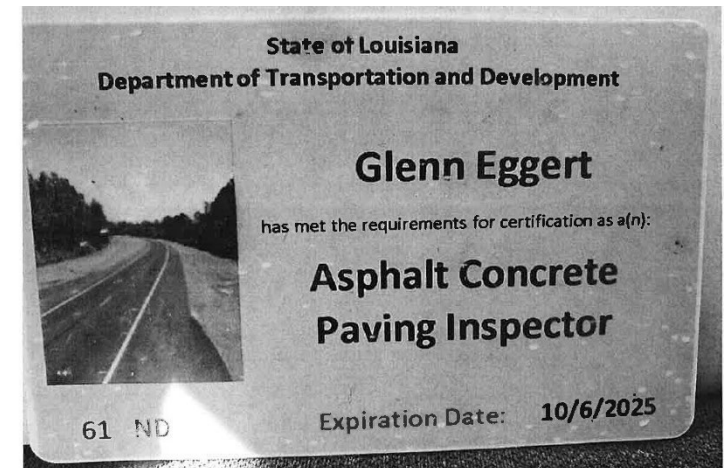 State of Louisiana
Department of Transportation and Development
Glenn Eggert
has met the requirements for certification as a(n):
Asphalt Concrete
Paving Inspector
61 ND
Expiration Date: 10/6/2025